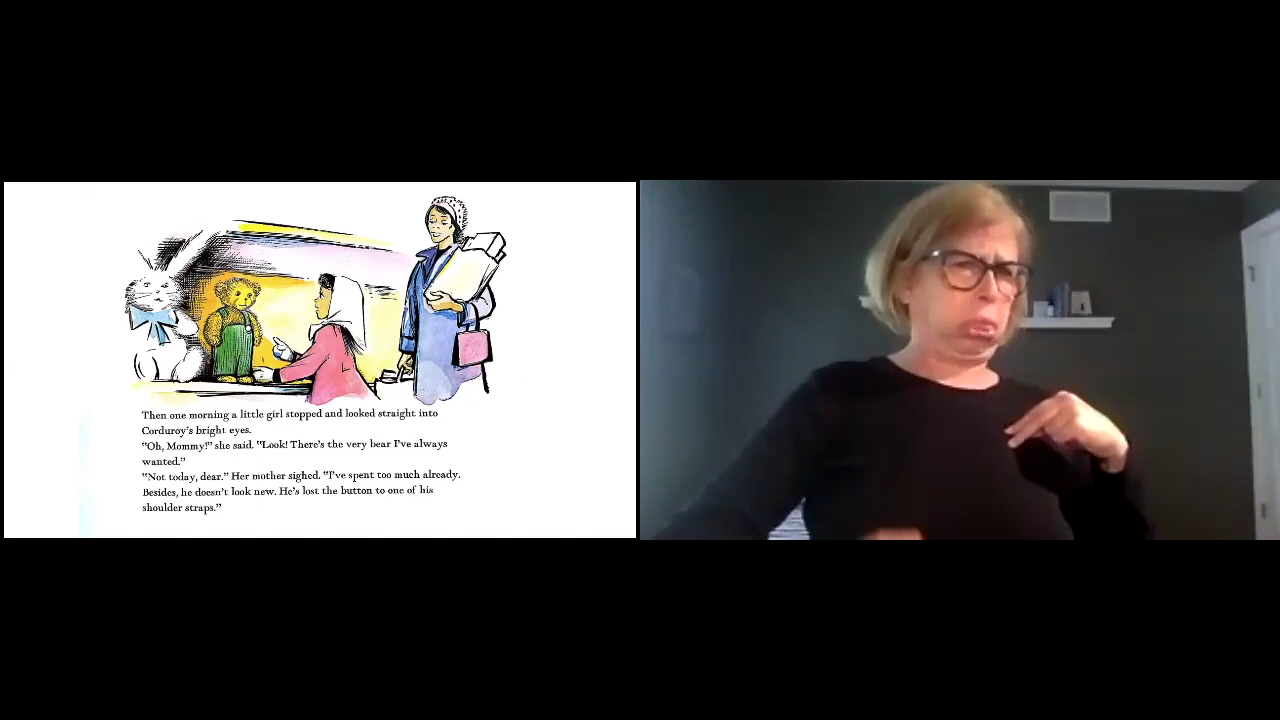 Then one morning a little girl stopped and looked straight into
Corduroy's bright eyes.
"Oh, Mommy!" she said. "Look! There's the very bear I've always
wanted."
"Not today, dear." Her mother sighed. "I've spent too much already.
Besides, he doesn't look new. He's lost the button to one of his
shoulder straps."